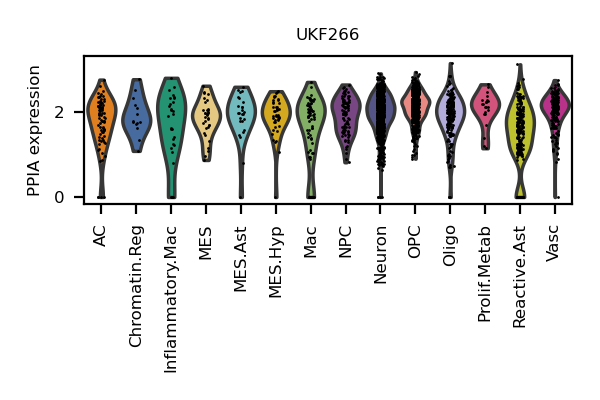 UKF266
PPIA expression
2
0
AC
Chromatin.Reg
Inflammatory.Mac
MES
MES.Ast
MES.Hyp
Mac
NPC
Neuron
OPC
Oligo
Prolif.Metab
Reactive.Ast
Vasc